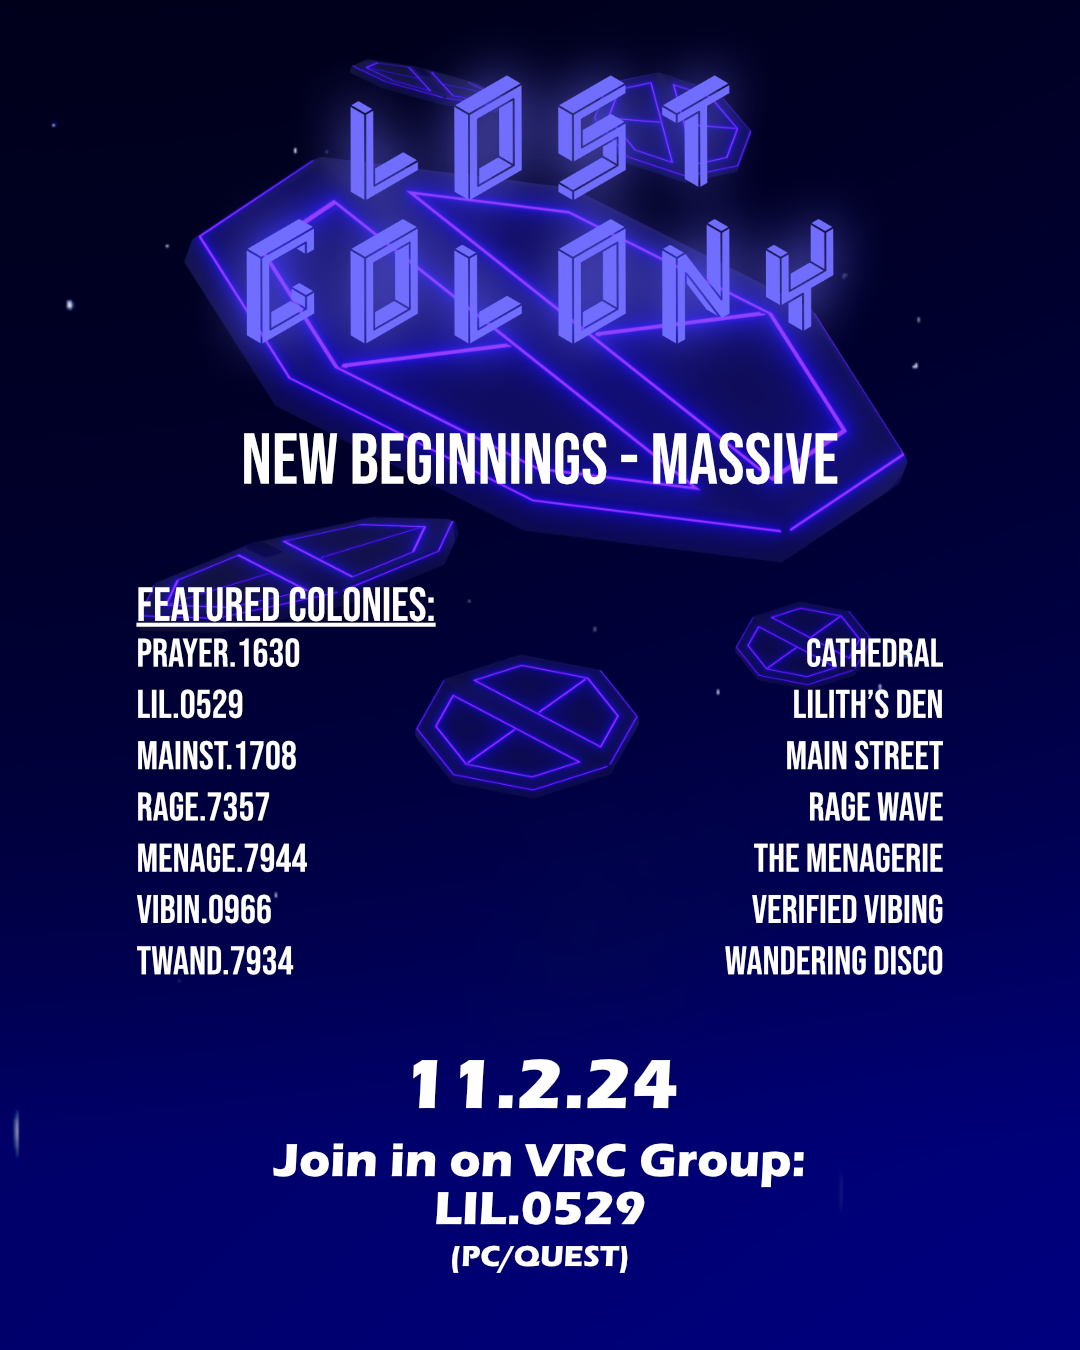 LOST
COLONY
NEW BEGINNINGS - MASSIVE
FEATURED COLONIES:
PRAYER.1630 CATHEDRAL
LIL.0529 LILITH’S DEN
MAINST.1708 MAIN STREET
RAGE.7357 RAGE WAVE
MENAGE.7944 THE MENAGERIE
VIBIN.0966 VERIFIED VIBING
TWAND.7934 WANDERING DISCO
11.2.24
Join in on VRC Group:
LIL.0529
(PC/QUEST)